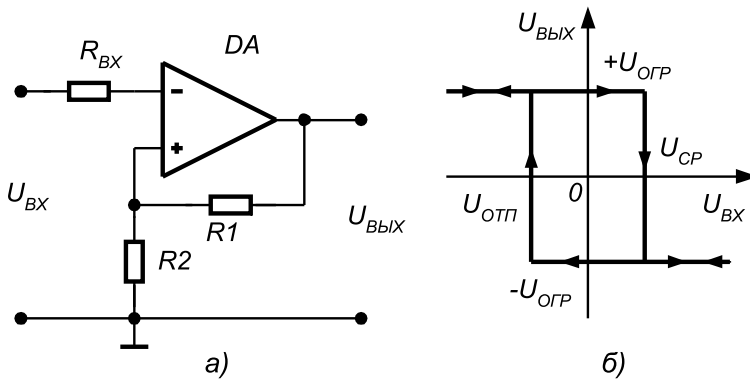 R_ВХ
DA
-
+
U_ВХ
R1
R2
U_ВЫХ
а)
U_ВЫХ
+U_ОГР
U_СР
0
U_ОТП
U_ВХ
-U_ОГР
б)